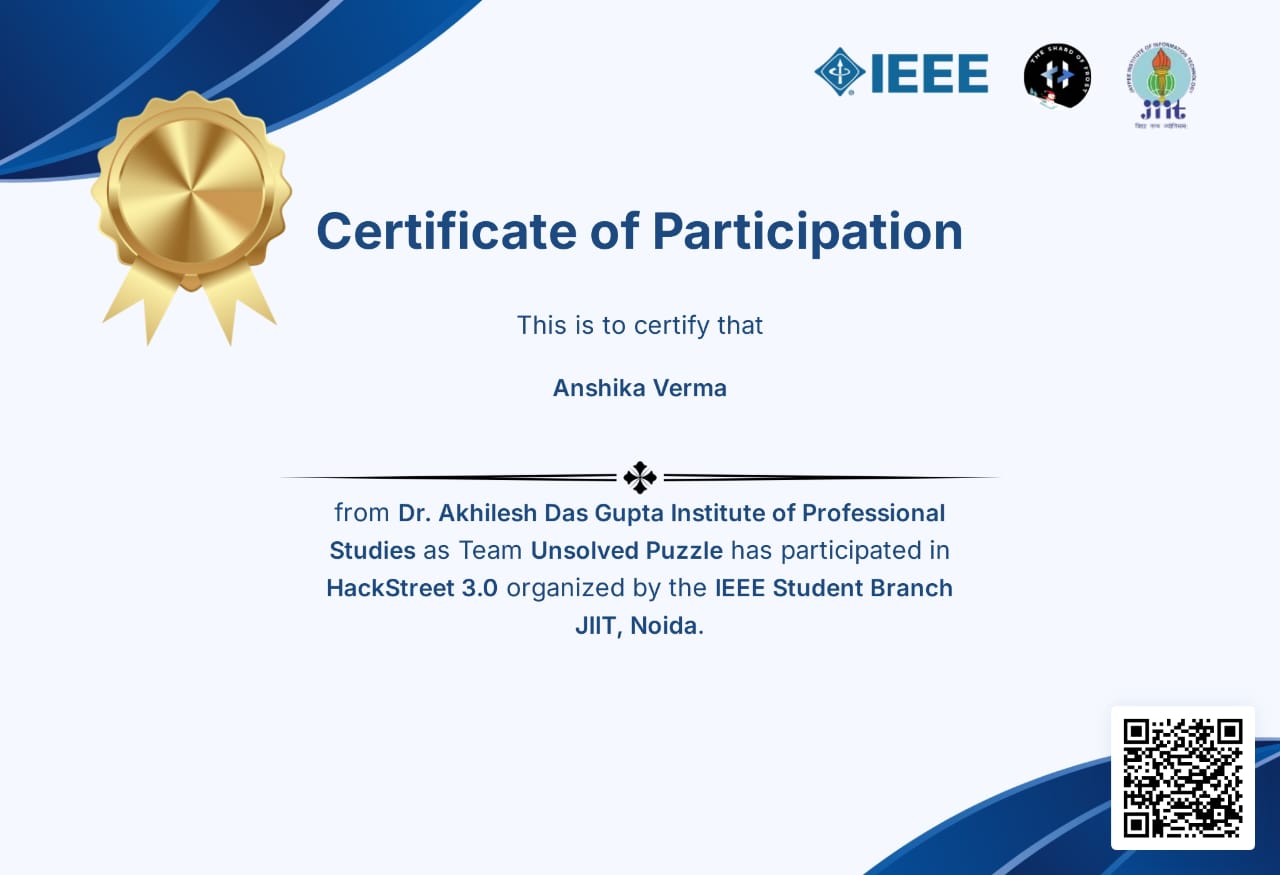 IEEE
THE SHARD OF FROST
JAYPEE INSTITUTE OF INFORMATION TECHNOLOGY
jiit
Certificate of Participation
This is to certify that
Anshika Verma
from Dr. Akhilesh Das Gupta Institute of Professional
Studies as Team Unsolved Puzzle has participated in
HackStreet 3.0 organized by the IEEE Student Branch
JIIT, Noida.